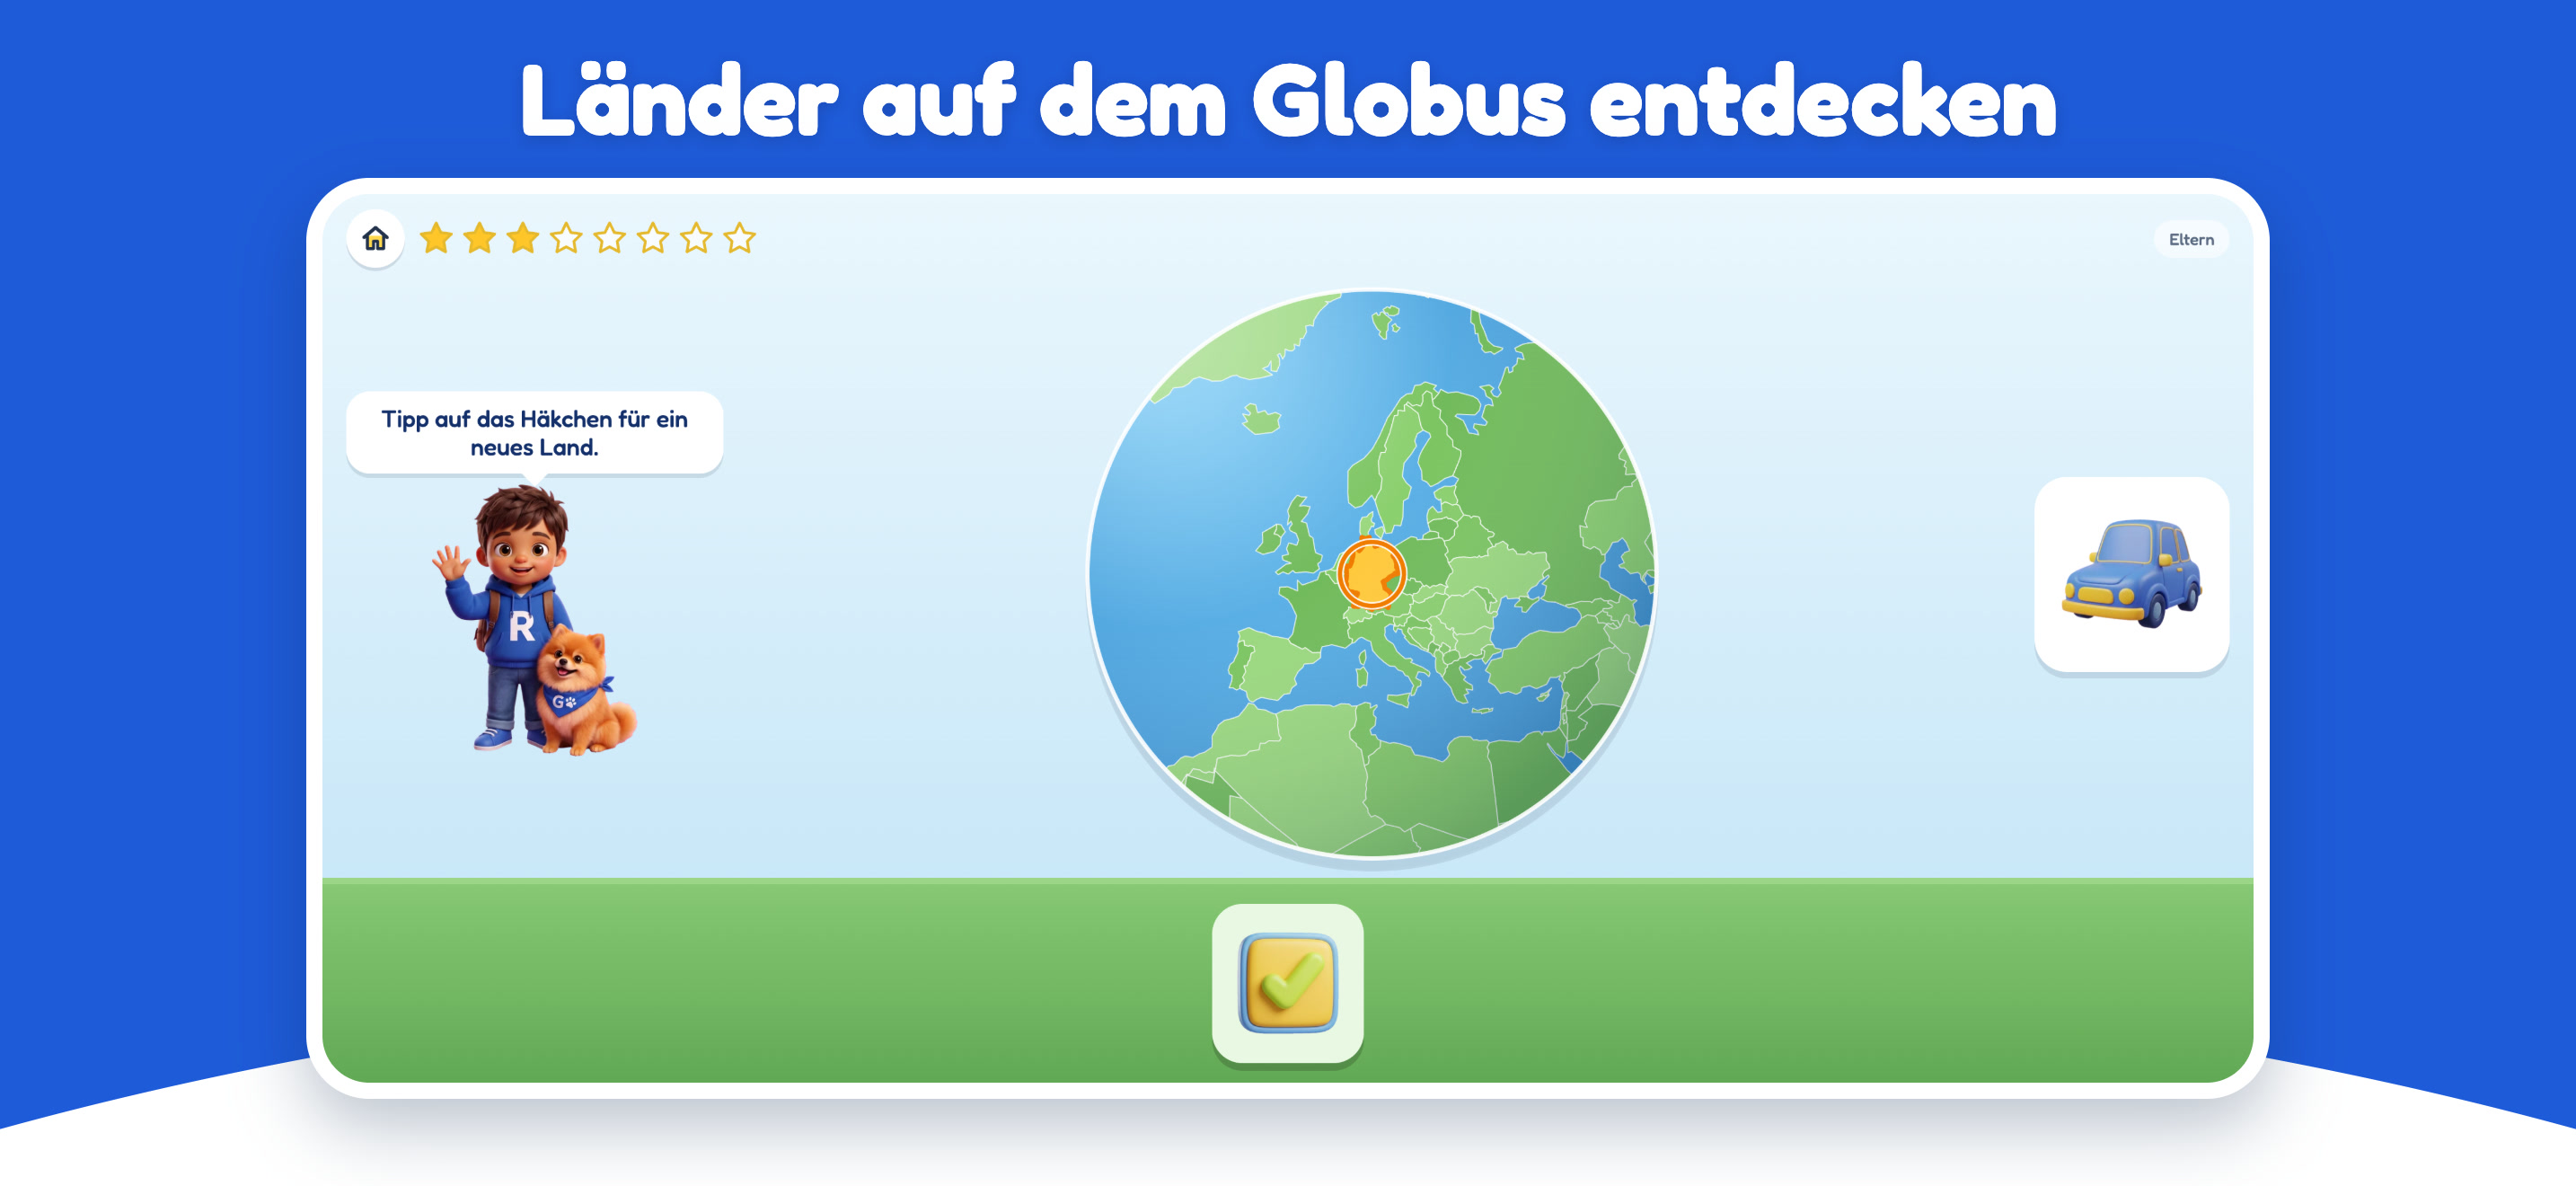 Länder auf dem Globus entdecken
Eltern
Tipp auf das Häkchen für ein
neues Land.
R
G